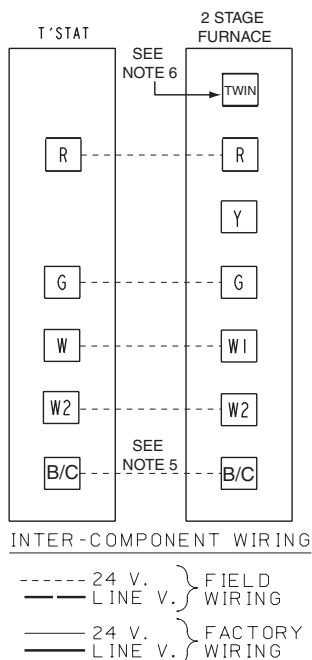 T'STAT
2 STAGE
FURNACE
SEE
NOTE 6
TWIN
R
R
Y
G
G
W
W1
W2
W2
SEE
NOTE 5
B/C
B/C
INTER-COMPONENT WIRING
24 V.
LINE V.
FIELD
WIRING
24 V.
LINE V.
FACTORY
WIRING